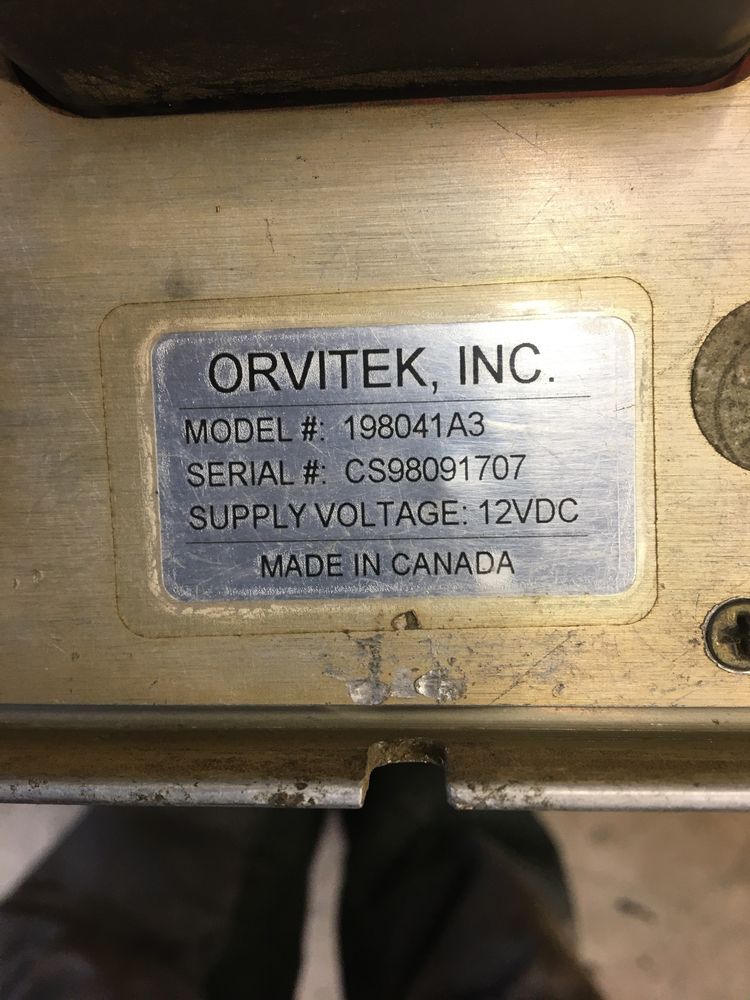 ORVITEK, INC.
MODEL #: 198041A3
SERIAL #: CS98091707
SUPPLY VOLTAGE: 12VDC
MADE IN CANADA